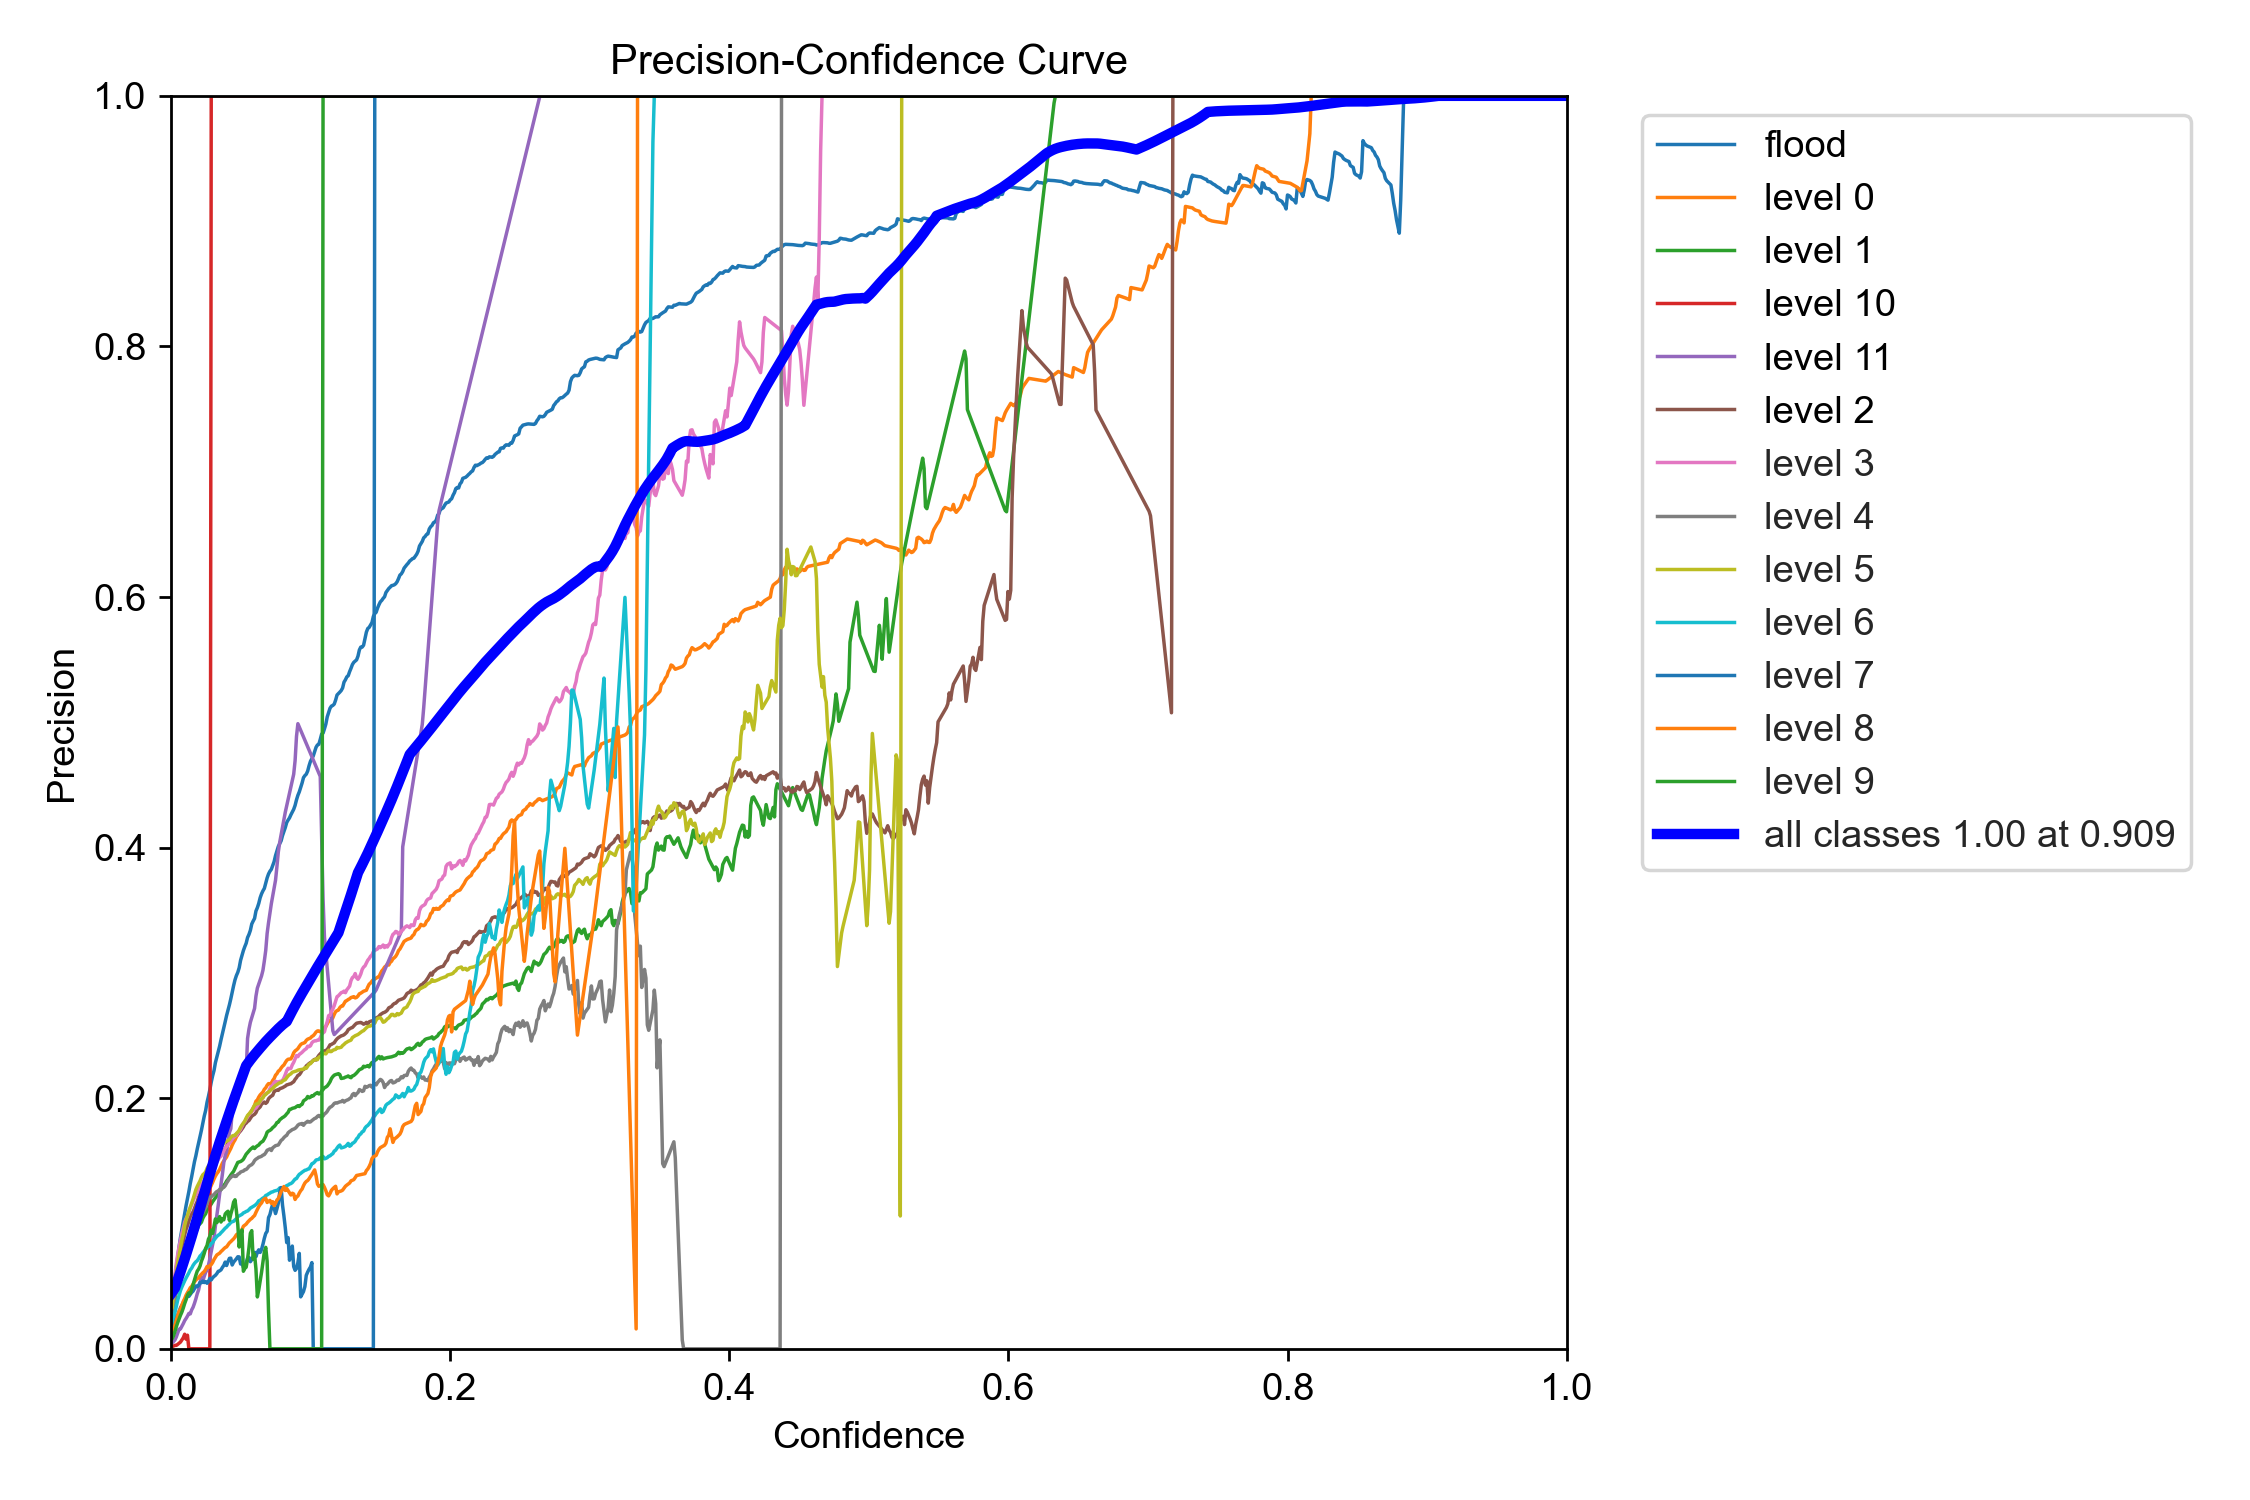 Precision-Confidence Curve
1.0
0.8
0.6
0.4
0.2
0.0
Precision
0.0 0.2 0.4 0.6 0.8 1.0
Confidence
flood
level 0
level 1
level 10
level 11
level 2
level 3
level 4
level 5
level 6
level 7
level 8
level 9
all classes 1.00 at 0.909